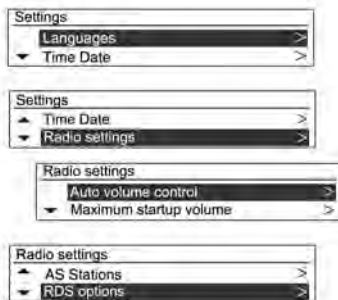 Settings
Languages >
Time Date >
Settings
Time Date >
Radio settings >
Radio settings
Auto volume control >
Maximum startup volume >
Radio settings
AS Stations >
RDS options >